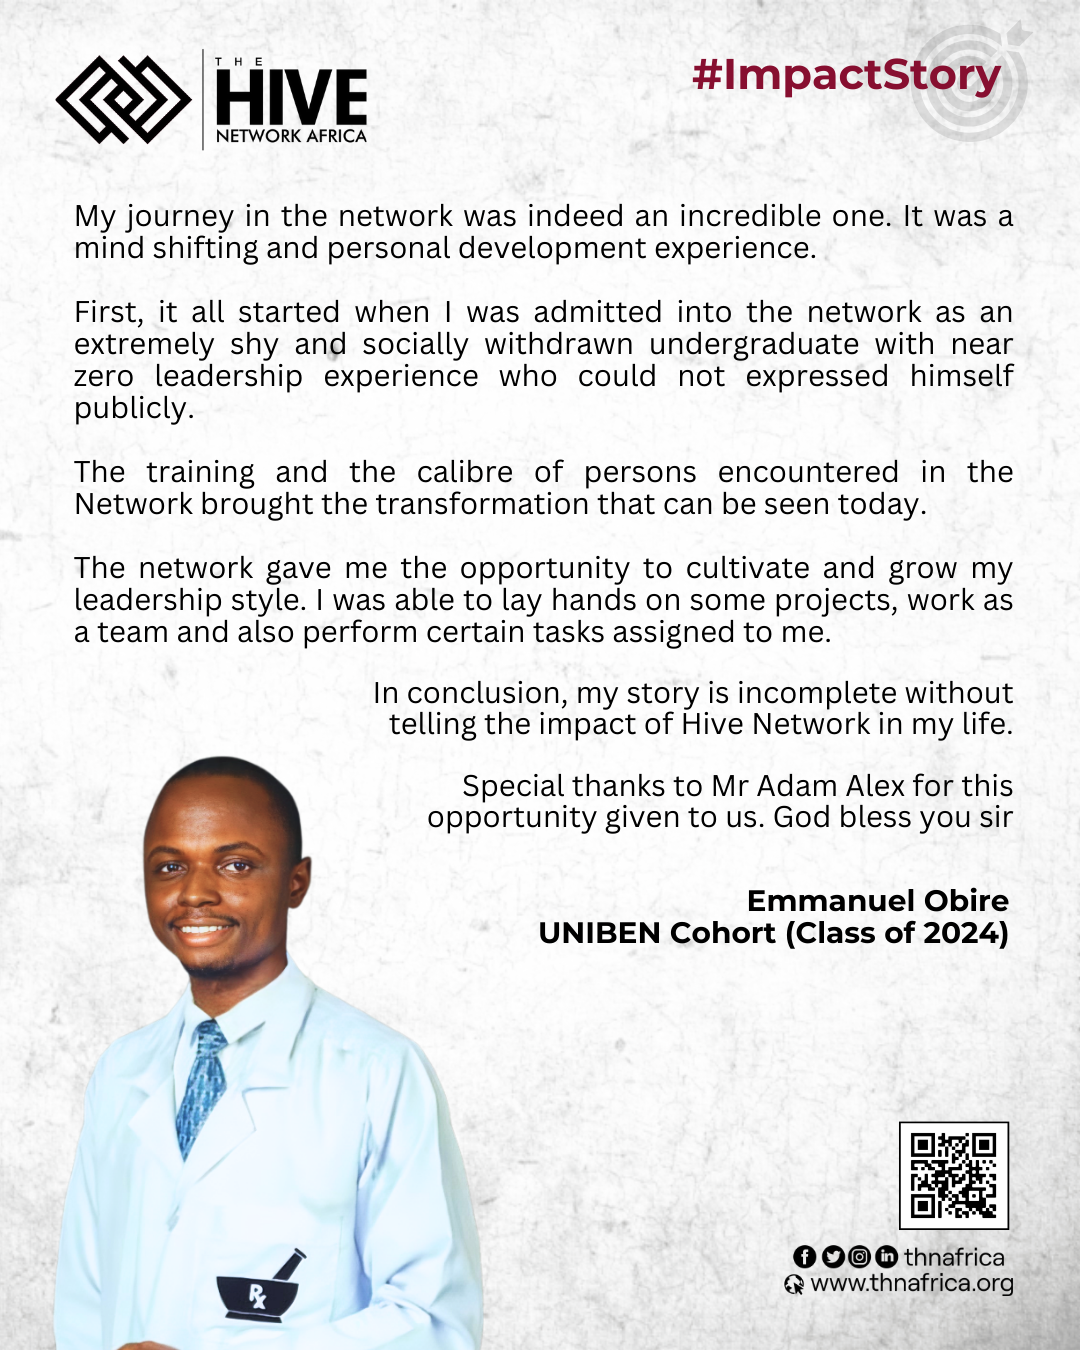 THE
HIVE
NETWORK AFRICA
#ImpactStory
My journey in the network was indeed an incredible one. It was a
mind shifting and personal development experience.
First, it all started when I was admitted into the network as an
extremely shy and socially withdrawn undergraduate with near
zero leadership experience who could not expressed himself
publicly.
The training and the calibre of persons encountered in the
Network brought the transformation that can be seen today.
The network gave me the opportunity to cultivate and grow my
leadership style. I was able to lay hands on some projects, work as
a team and also perform certain tasks assigned to me.
In conclusion, my story is incomplete without
telling the impact of Hive Network in my life.
Special thanks to Mr Adam Alex for this
opportunity given to us. God bless you sir
Emmanuel Obire
UNIBEN Cohort (Class of 2024)
Rx
thnafrica
www.thnafrica.org